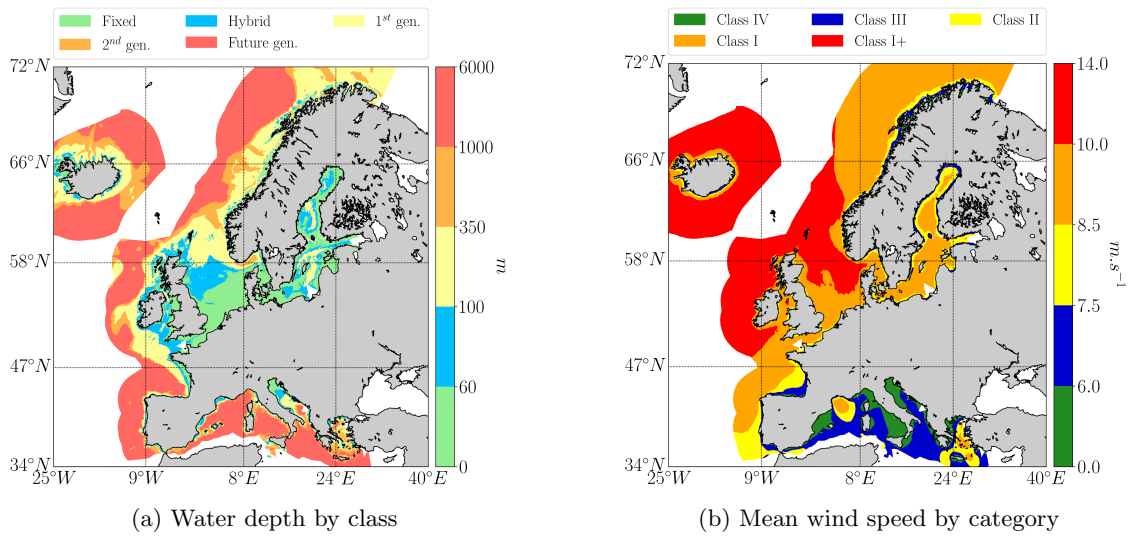 Fixed Hybrid 1st gen.
2nd gen. Future gen.
72°N
66°N
58°N
47°N
34°N
25°W 9°W 8°E 24°E 40°E
6000
1000
350
100
60
0
m
(a) Water depth by class
Class IV Class III Class II
Class I Class I+
72°N
66°N
58°N
47°N
34°N
25°W 9°W 8°E 24°E 40°E
14.0
10.0
8.5
7.5
6.0
0.0
m.s⁻¹
(b) Mean wind speed by category